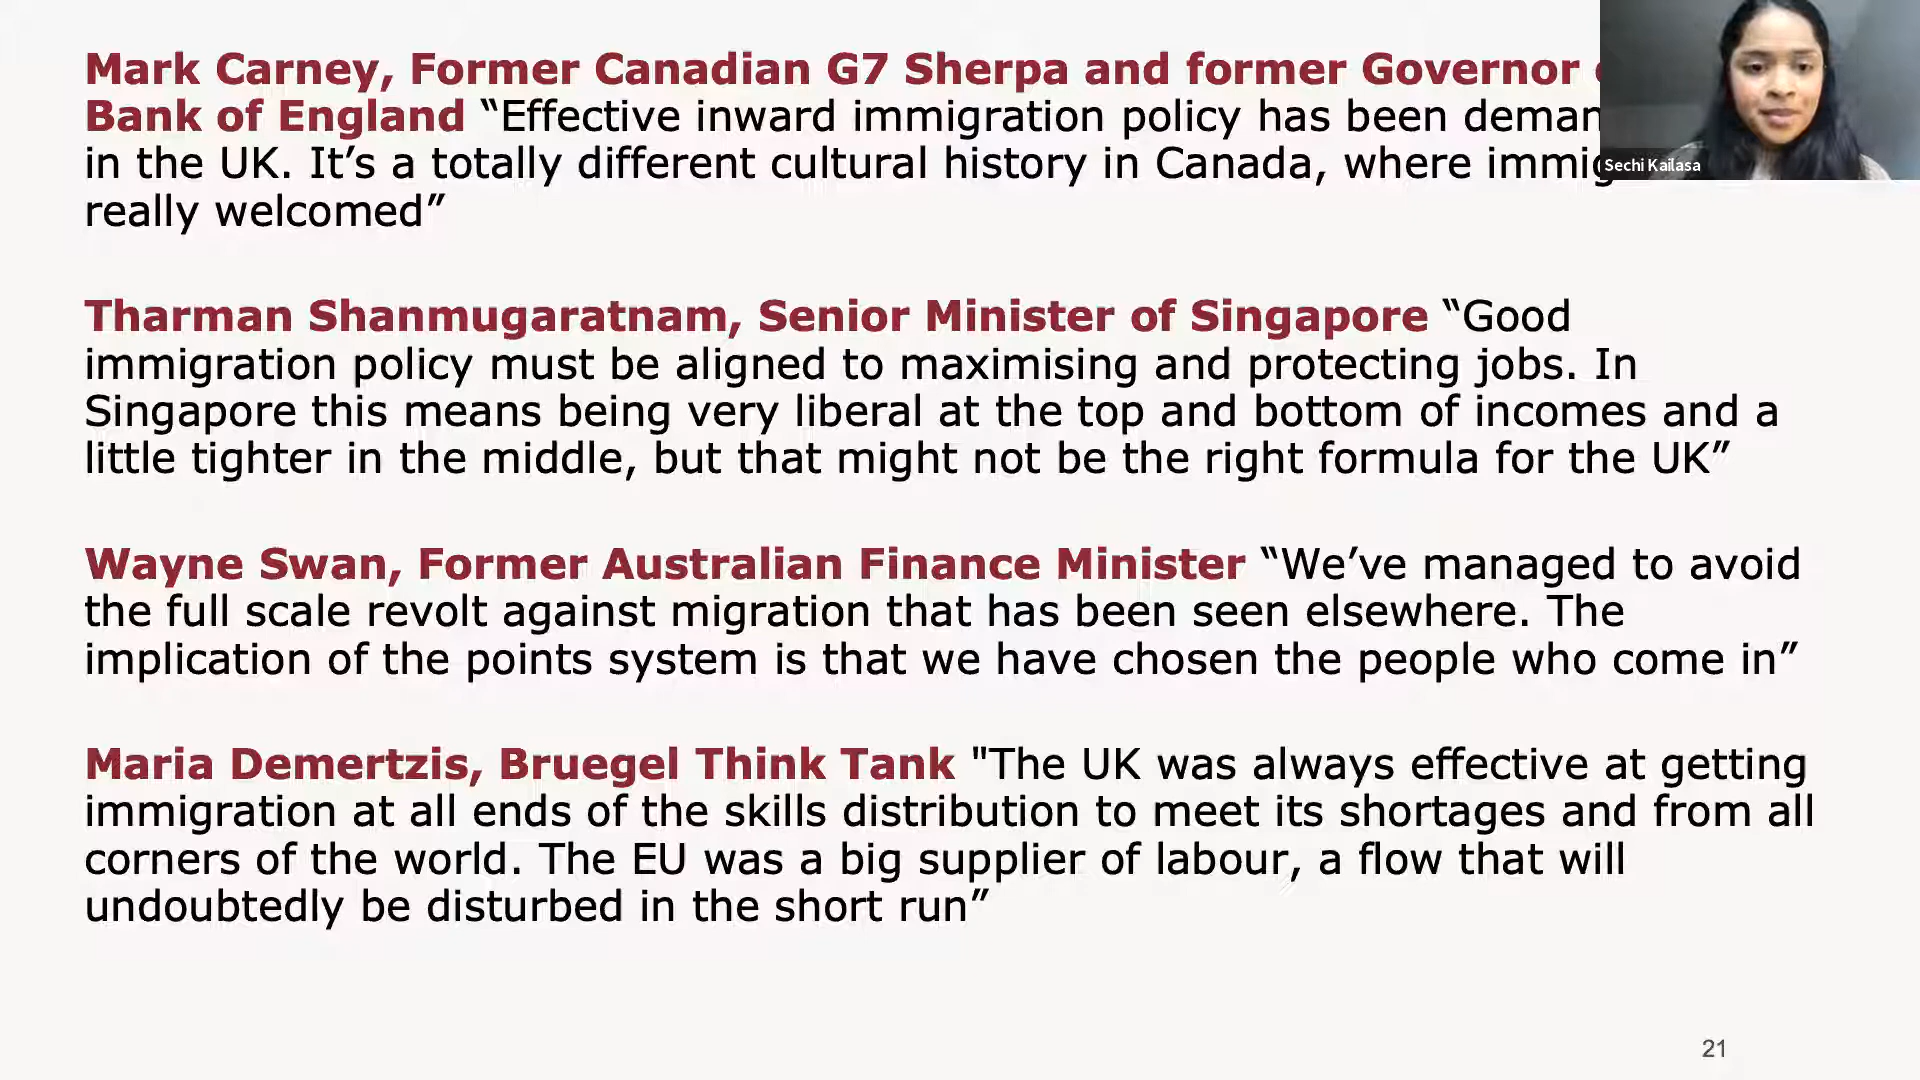 Mark Carney, Former Canadian G7 Sherpa and former Governor
Bank of England “Effective inward immigration policy has been
in the UK. It’s a totally different cultural history in Canada, where
really welcomed”
Tharman Shanmugaratnam, Senior Minister of Singapore “Good
immigration policy must be aligned to maximising and protecting jobs. In
Singapore this means being very liberal at the top and bottom of incomes and a
little tighter in the middle, but that might not be the right formula for the UK”
Wayne Swan, Former Australian Finance Minister “We’ve managed to avoid
the full scale revolt against migration that has been seen elsewhere. The
implication of the points system is that we have chosen the people who come in”
Maria Demertzis, Bruegel Think Tank "The UK was always effective at getting
immigration at all ends of the skills distribution to meet its shortages and from all
corners of the world. The EU was a big supplier of labour, a flow that will
undoubtedly be disturbed in the short run”
Sechi Kailasa
21